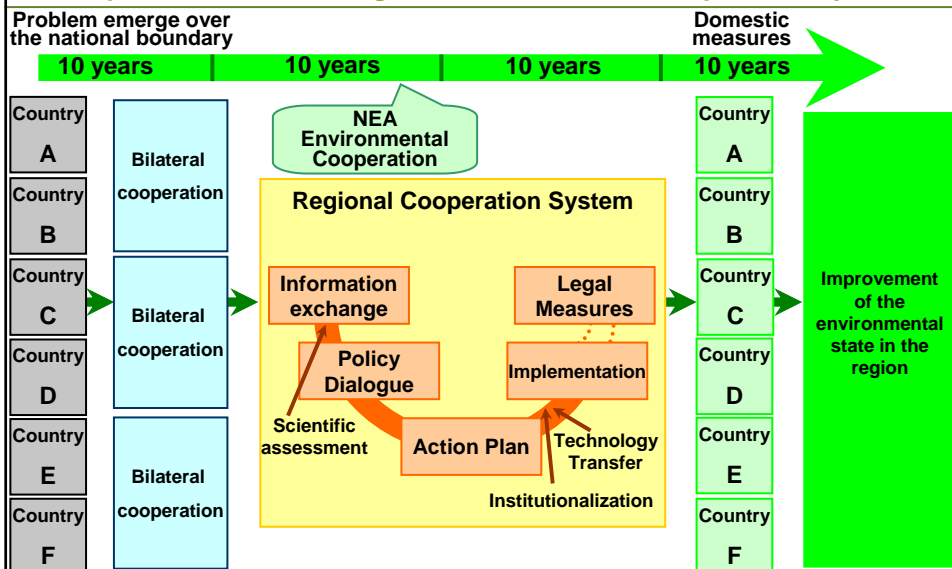 Problem emerge over
the national boundary
Domestic
measures
10 years
10 years
10 years
10 years
NEA
Environmental
Cooperation
Country
A
Country
B
Country
C
Country
D
Country
E
Country
F
Bilateral
cooperation
Bilateral
cooperation
Bilateral
cooperation
Regional Cooperation System
Information
exchange
Policy
Dialogue
Action Plan
Implementation
Legal
Measures
Scientific
assessment
Technology
Transfer
Institutionalization
Country
A
Country
B
Country
C
Country
D
Country
E
Country
F
Improvement
of the
environmental
state in the
region